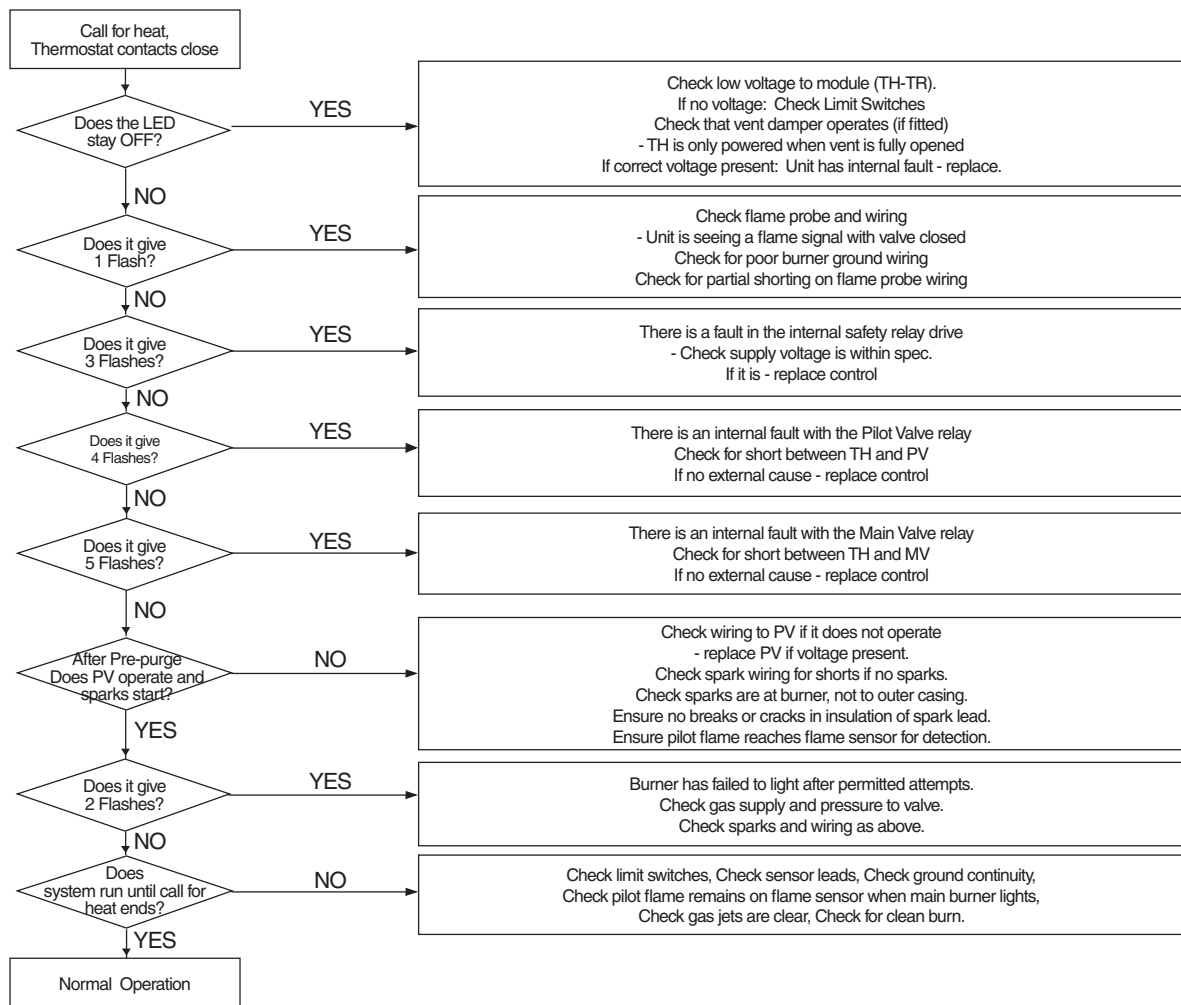 Call for heat,
Thermostat contacts close
Does the LED
stay OFF?
YES
Check low voltage to module (TH-TR).
If no voltage: Check Limit Switches
Check that vent damper operates (if fitted)
- TH is only powered when vent is fully opened
If correct voltage present: Unit has internal fault - replace.
NO
Does it give
1 Flash?
YES
Check flame probe and wiring
- Unit is seeing a flame signal with valve closed
Check for poor burner ground wiring
Check for partial shorting on flame probe wiring
NO
Does it give
3 Flashes?
YES
There is a fault in the internal safety relay drive
- Check supply voltage is within spec.
If it is - replace control
NO
Does it give
4 Flashes?
YES
There is an internal fault with the Pilot Valve relay
Check for short between TH and PV
If no external cause - replace control
NO
Does it give
5 Flashes?
YES
There is an internal fault with the Main Valve relay
Check for short between TH and MV
If no external cause - replace control
NO
After Pre-purge
Does PV operate and
sparks start?
NO
Check wiring to PV if it does not operate
- replace PV if voltage present.
Check spark wiring for shorts if no sparks.
Check sparks are at burner, not to outer casing.
Ensure no breaks or cracks in insulation of spark lead.
Ensure pilot flame reaches flame sensor for detection.
YES
Does it give
2 Flashes?
YES
Burner has failed to light after permitted attempts.
Check gas supply and pressure to valve.
Check sparks and wiring as above.
NO
Does
system run until call for
heat ends?
NO
Check limit switches, Check sensor leads, Check ground continuity,
Check pilot flame remains on flame sensor when main burner lights,
Check gas jets are clear, Check for clean burn.
YES
Normal Operation